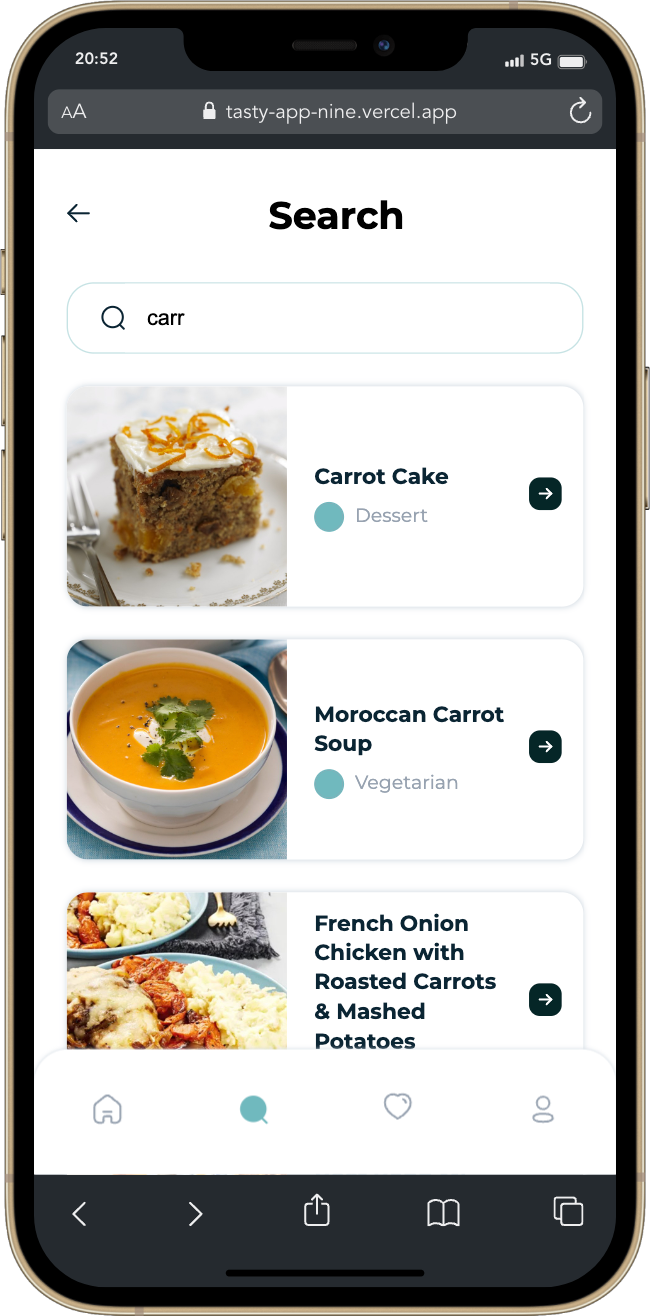 20:52
5G
AA
tasty-app-nine.vercel.app
Search
carr
Carrot Cake
Dessert
Moroccan Carrot
Soup
Vegetarian
French Onion
Chicken with
Roasted Carrots
& Mashed
Potatoes